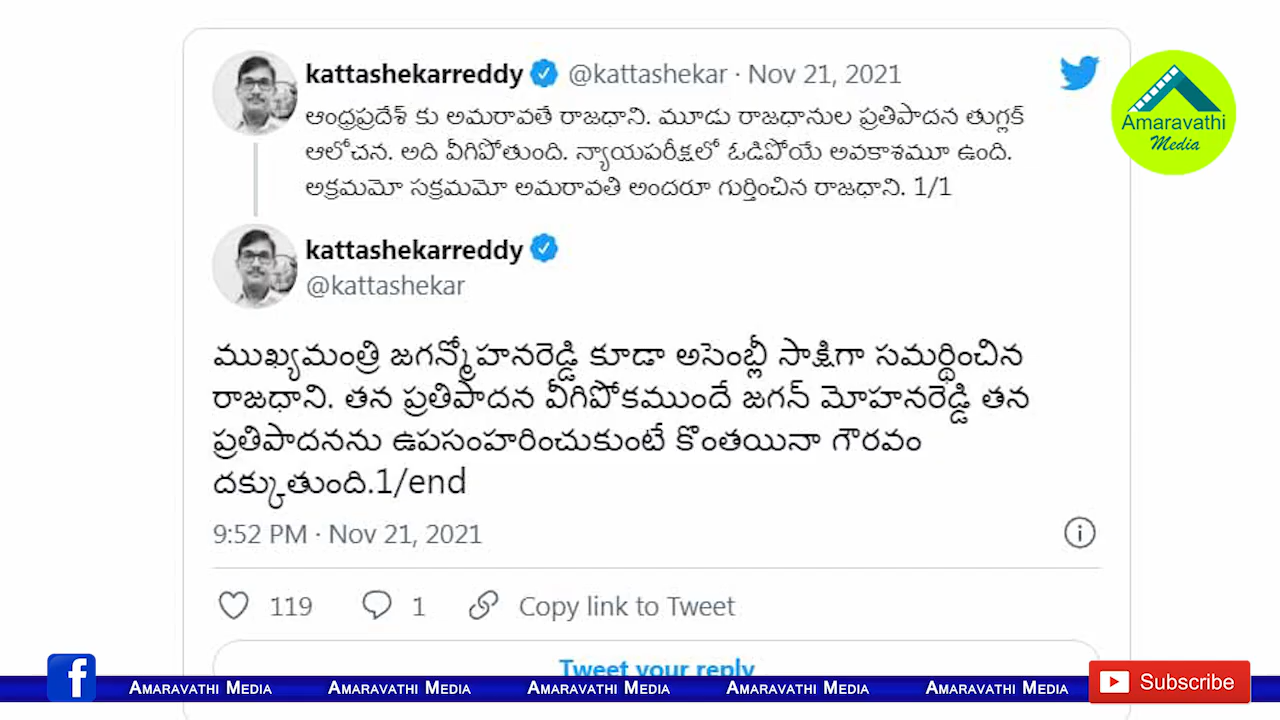 kattashekarreddy @kattashekar · Nov 21, 2021
ఆంధ్రప్రదేశ్ కు అమరావతే రాజధాని. మూడు రాజధానుల ప్రతిపాదన తుగ్లక్
ఆలోచన. అది వీగిపోతుంది. న్యాయపరీక్షలో ఓడిపోయే అవకాశమూ ఉంది.
అక్రమమో సక్రమమో అమరావతి అందరూ గుర్తించిన రాజధాని. 1/1
Amaravathi
Media
kattashekarreddy
@kattashekar
ముఖ్యమంత్రి జగన్మోహనరెడ్డి కూడా అసెంబ్లీ సాక్షిగా సమర్థించిన
రాజధాని. తన ప్రతిపాదన వీగిపోకముందే జగన్ మోహనరెడ్డి తన
ప్రతిపాదనను ఉపసంహరించుకుంటే కొంతయినా గౌరవం
దక్కుతుంది.1/end
9:52 PM · Nov 21, 2021
119 1 Copy link to Tweet
Tweet your reply
f Amaravathi Media Amaravathi Media Amaravathi Media Amaravathi Media Amaravathi Media Subscribe